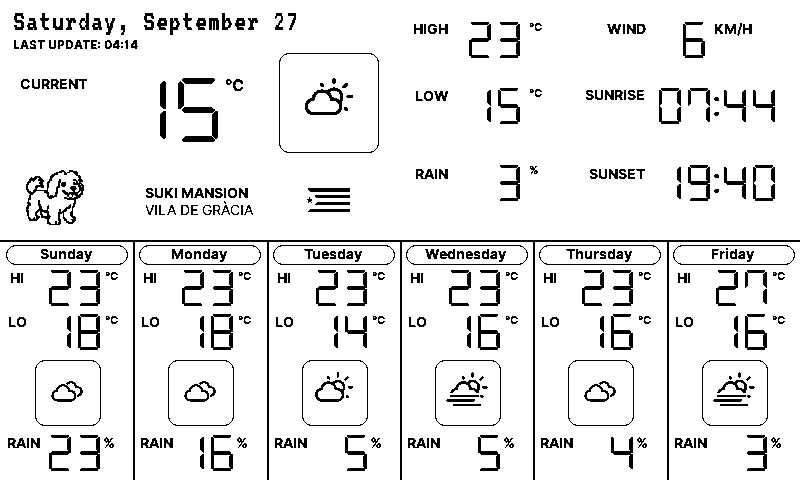 Saturday, September 27
LAST UPDATE: 04:14
CURRENT 15 °C
SUKI MANSION
VILA DE GRÀCIA
HIGH 23 °C
LOW 15 °C
RAIN 3 %
WIND 6 KM/H
SUNRISE 07:44
SUNSET 19:40
Sunday
HI 23 °C
LO 18 °C
RAIN 23 %
Monday
HI 23 °C
LO 18 °C
RAIN 16 %
Tuesday
HI 23 °C
LO 14 °C
RAIN 5 %
Wednesday
HI 23 °C
LO 16 °C
RAIN 5 %
Thursday
HI 23 °C
LO 16 °C
RAIN 4 %
Friday
HI 27 °C
LO 16 °C
RAIN 3 %